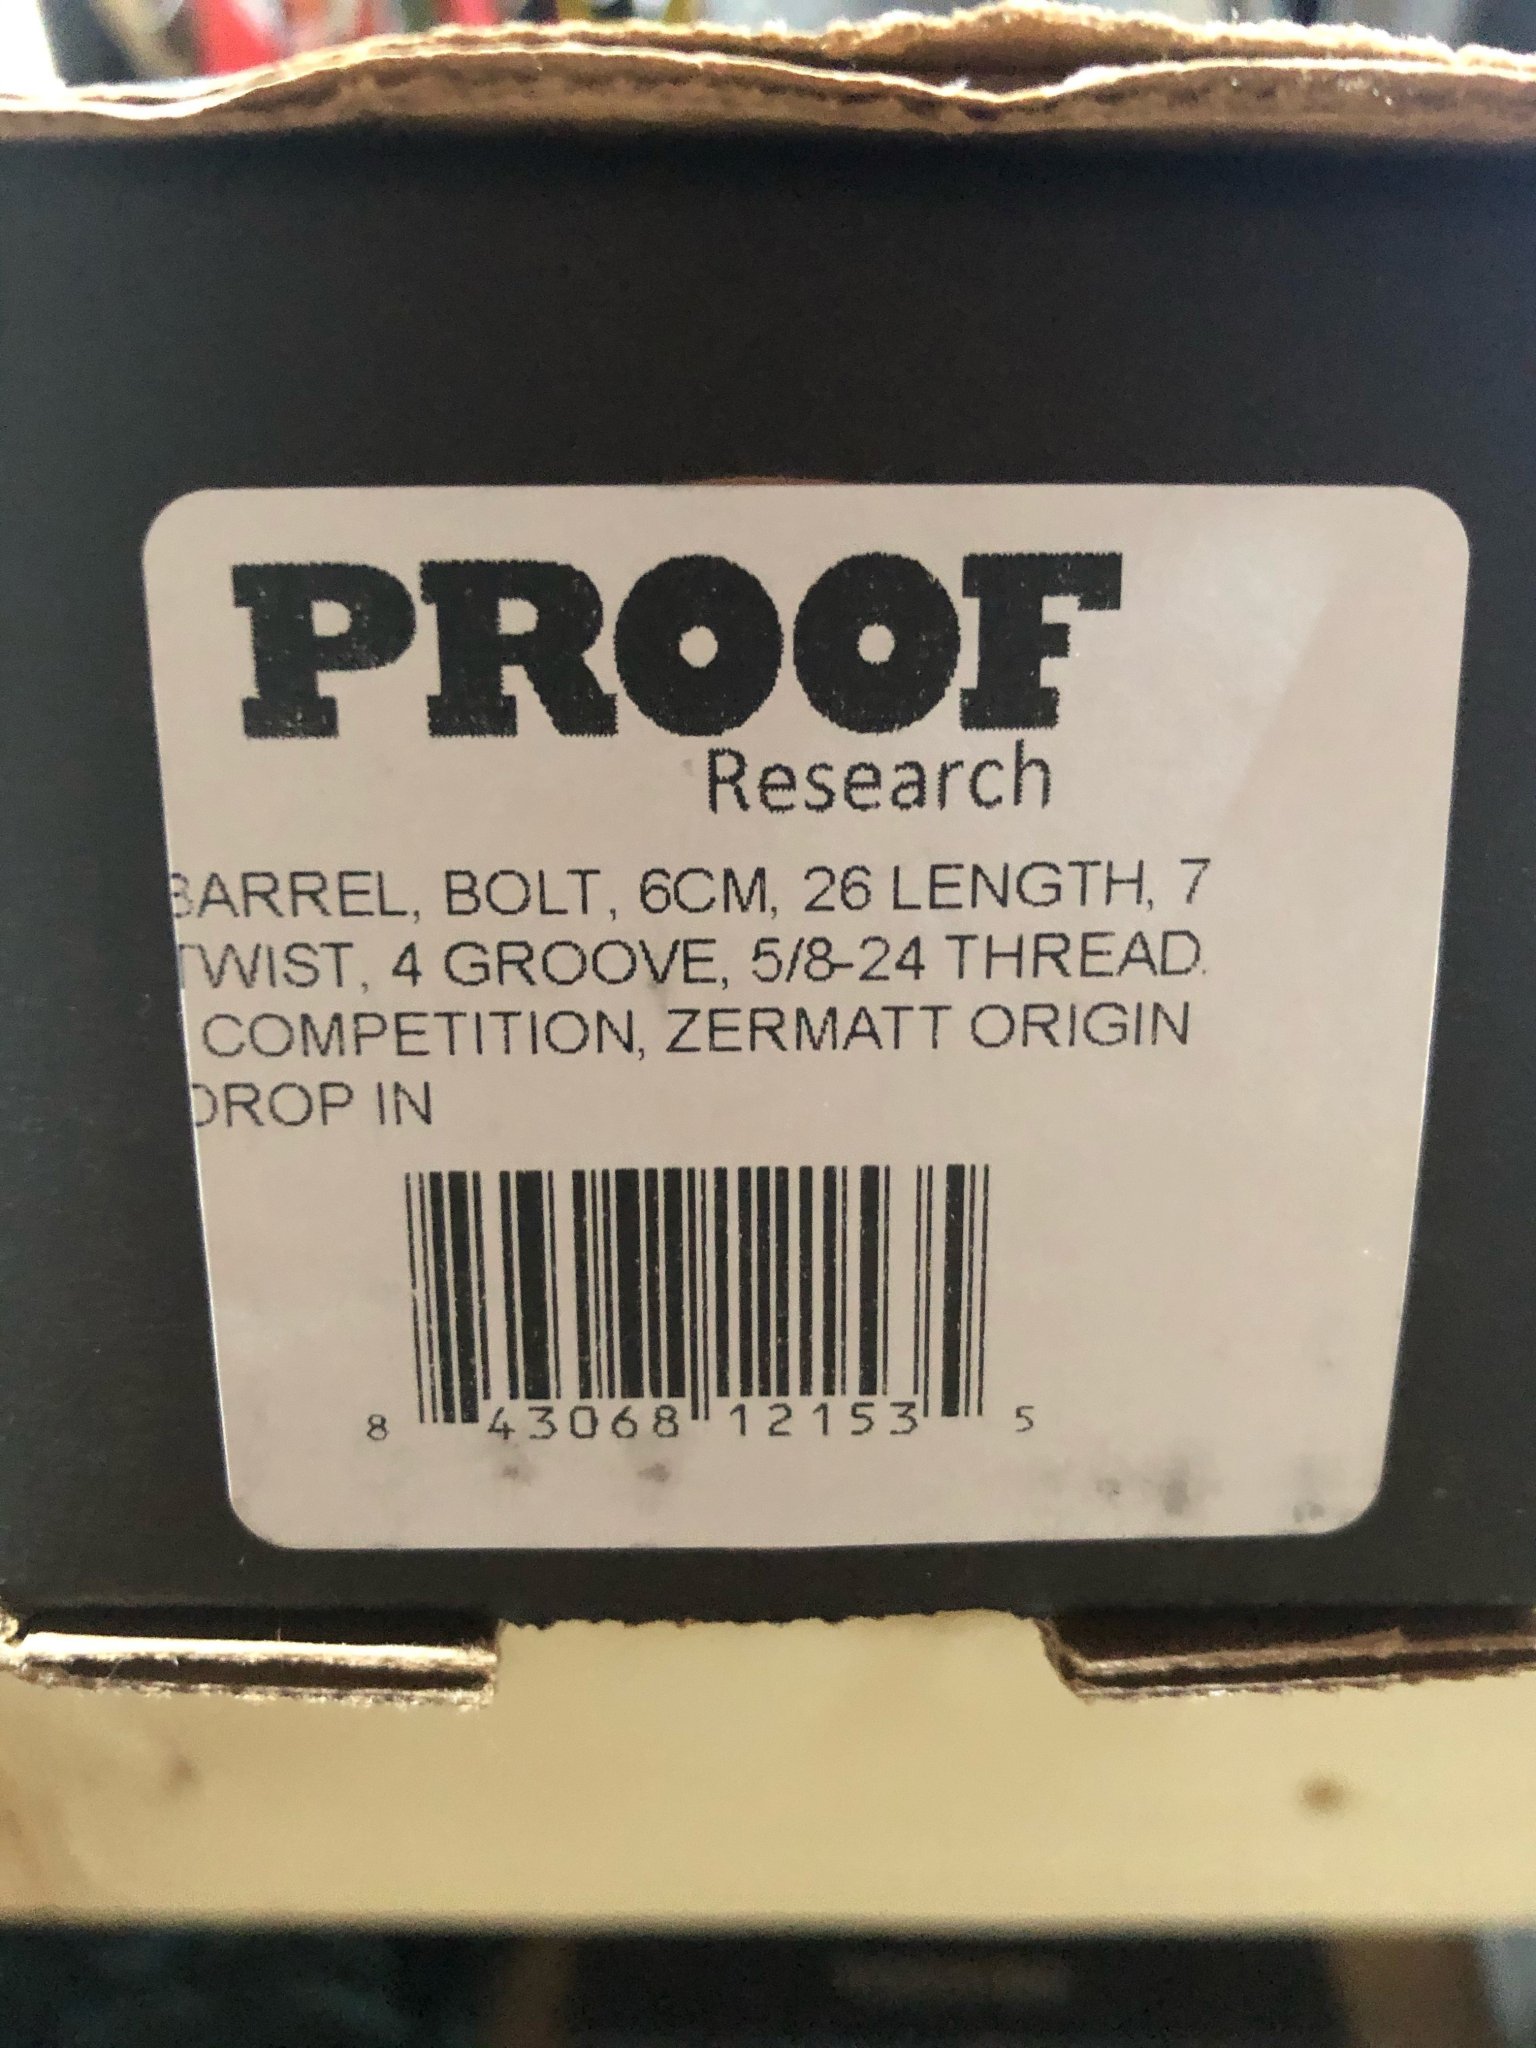 PROOF
Research
BARREL, BOLT, 6CM, 26 LENGTH, 7
TWIST, 4 GROOVE, 5/8-24 THREAD.
COMPETITION, ZERMATT ORIGIN
DROP IN
8 43068 12153 5